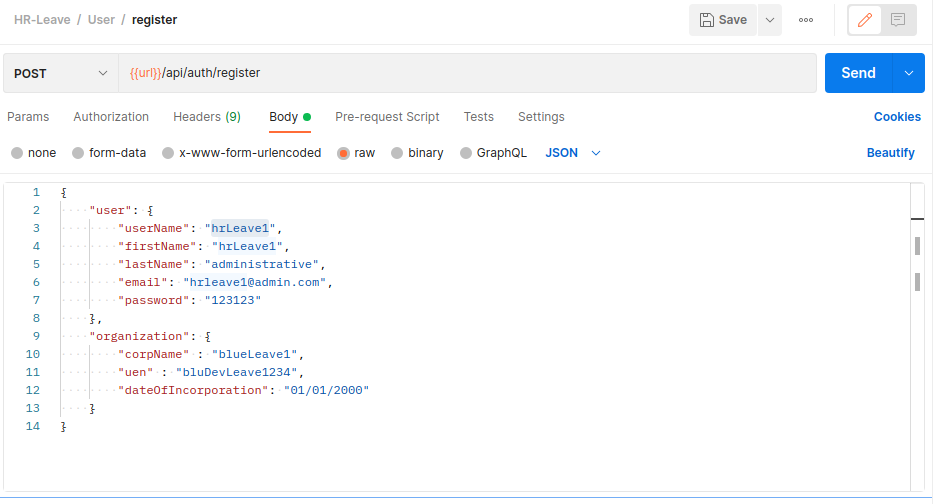 HR-Leave / User / register
Save
POST
{{url}}/api/auth/register
Send
Params Authorization Headers (9) Body Pre-request Script Tests Settings Cookies
none form-data x-www-form-urlencoded raw binary GraphQL JSON Beautify
1 {
2 "user": {
3 "userName": "hrLeave1",
4 "firstName": "hrLeave1",
5 "lastName": "administrative",
6 "email": "hrleave1@admin.com",
7 "password": "123123"
8 },
9 "organization": {
10 "corpName" : "blueLeave1",
11 "uen" : "bluDevLeave1234",
12 "dateOfIncorporation": "01/01/2000"
13 }
14 }